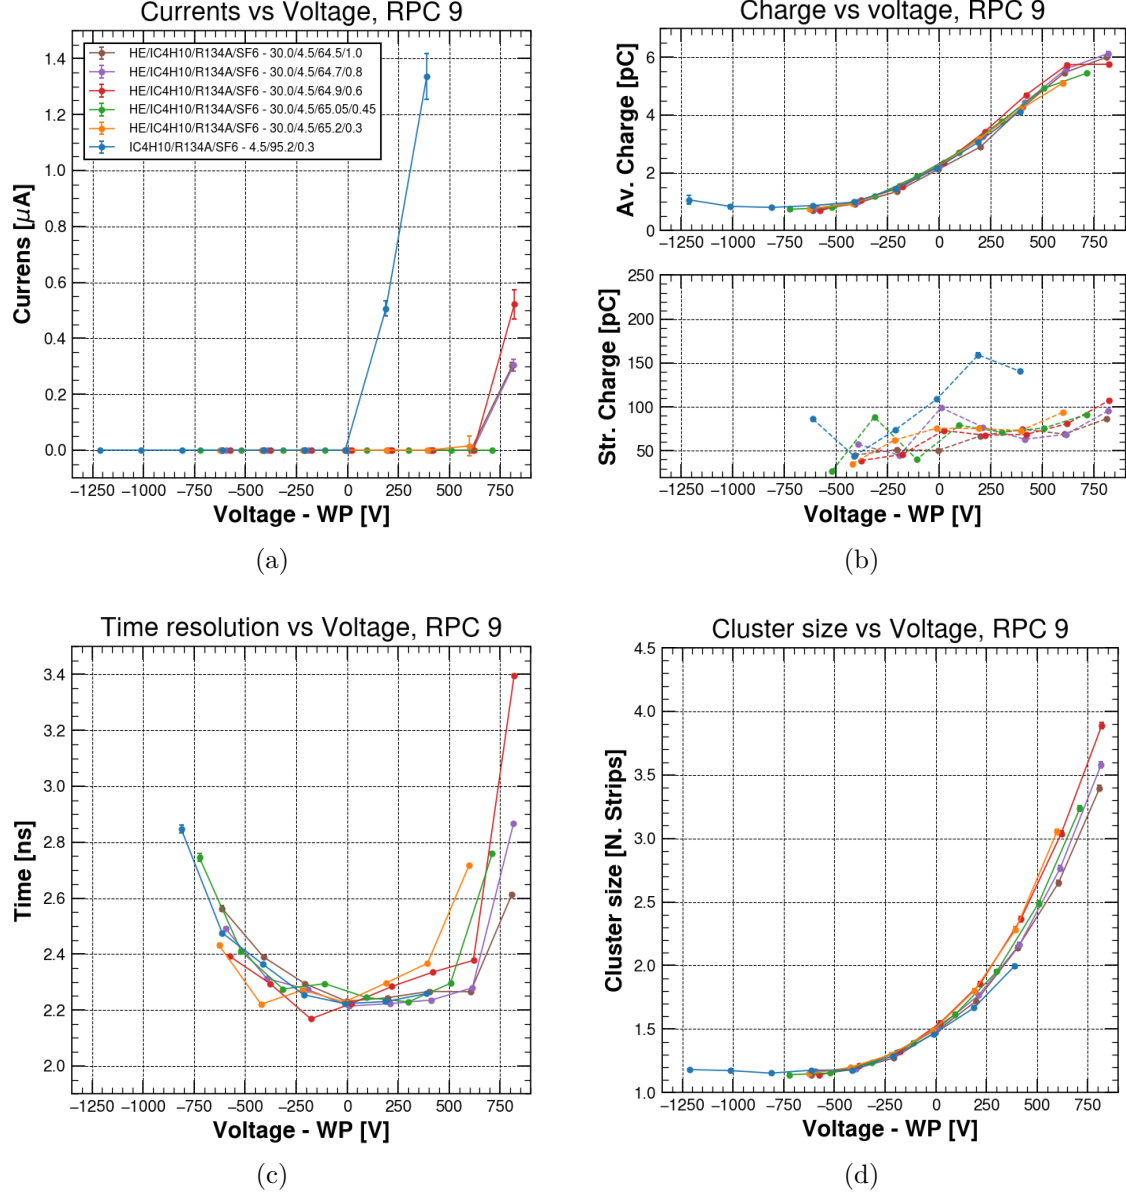 Currents vs Voltage, RPC 9
HE/IC4H10/R134A/SF6 - 30.0/4.5/64.5/1.0
HE/IC4H10/R134A/SF6 - 30.0/4.5/64.7/0.8
HE/IC4H10/R134A/SF6 - 30.0/4.5/64.9/0.6
HE/IC4H10/R134A/SF6 - 30.0/4.5/65.05/0.45
HE/IC4H10/R134A/SF6 - 30.0/4.5/65.2/0.3
IC4H10/R134A/SF6 - 4.5/95.2/0.3
Currens [μA]
1.4
1.2
1.0
0.8
0.6
0.4
0.2
0.0
−1250 −1000 −750 −500 −250 0 250 500 750
Voltage - WP [V]
(a)
Charge vs voltage, RPC 9
Av. Charge [pC]
6
4
2
0
−1250 −1000 −750 −500 −250 0 250 500 750
Str. Charge [pC]
250
200
150
100
50
−1250 −1000 −750 −500 −250 0 250 500 750
Voltage - WP [V]
(b)
Time resolution vs Voltage, RPC 9
Time [ns]
3.4
3.2
3.0
2.8
2.6
2.4
2.2
2.0
−1250 −1000 −750 −500 −250 0 250 500 750
Voltage - WP [V]
(c)
Cluster size vs Voltage, RPC 9
Cluster size [N. Strips]
4.5
4.0
3.5
3.0
2.5
2.0
1.5
1.0
−1250 −1000 −750 −500 −250 0 250 500 750
Voltage - WP [V]
(d)